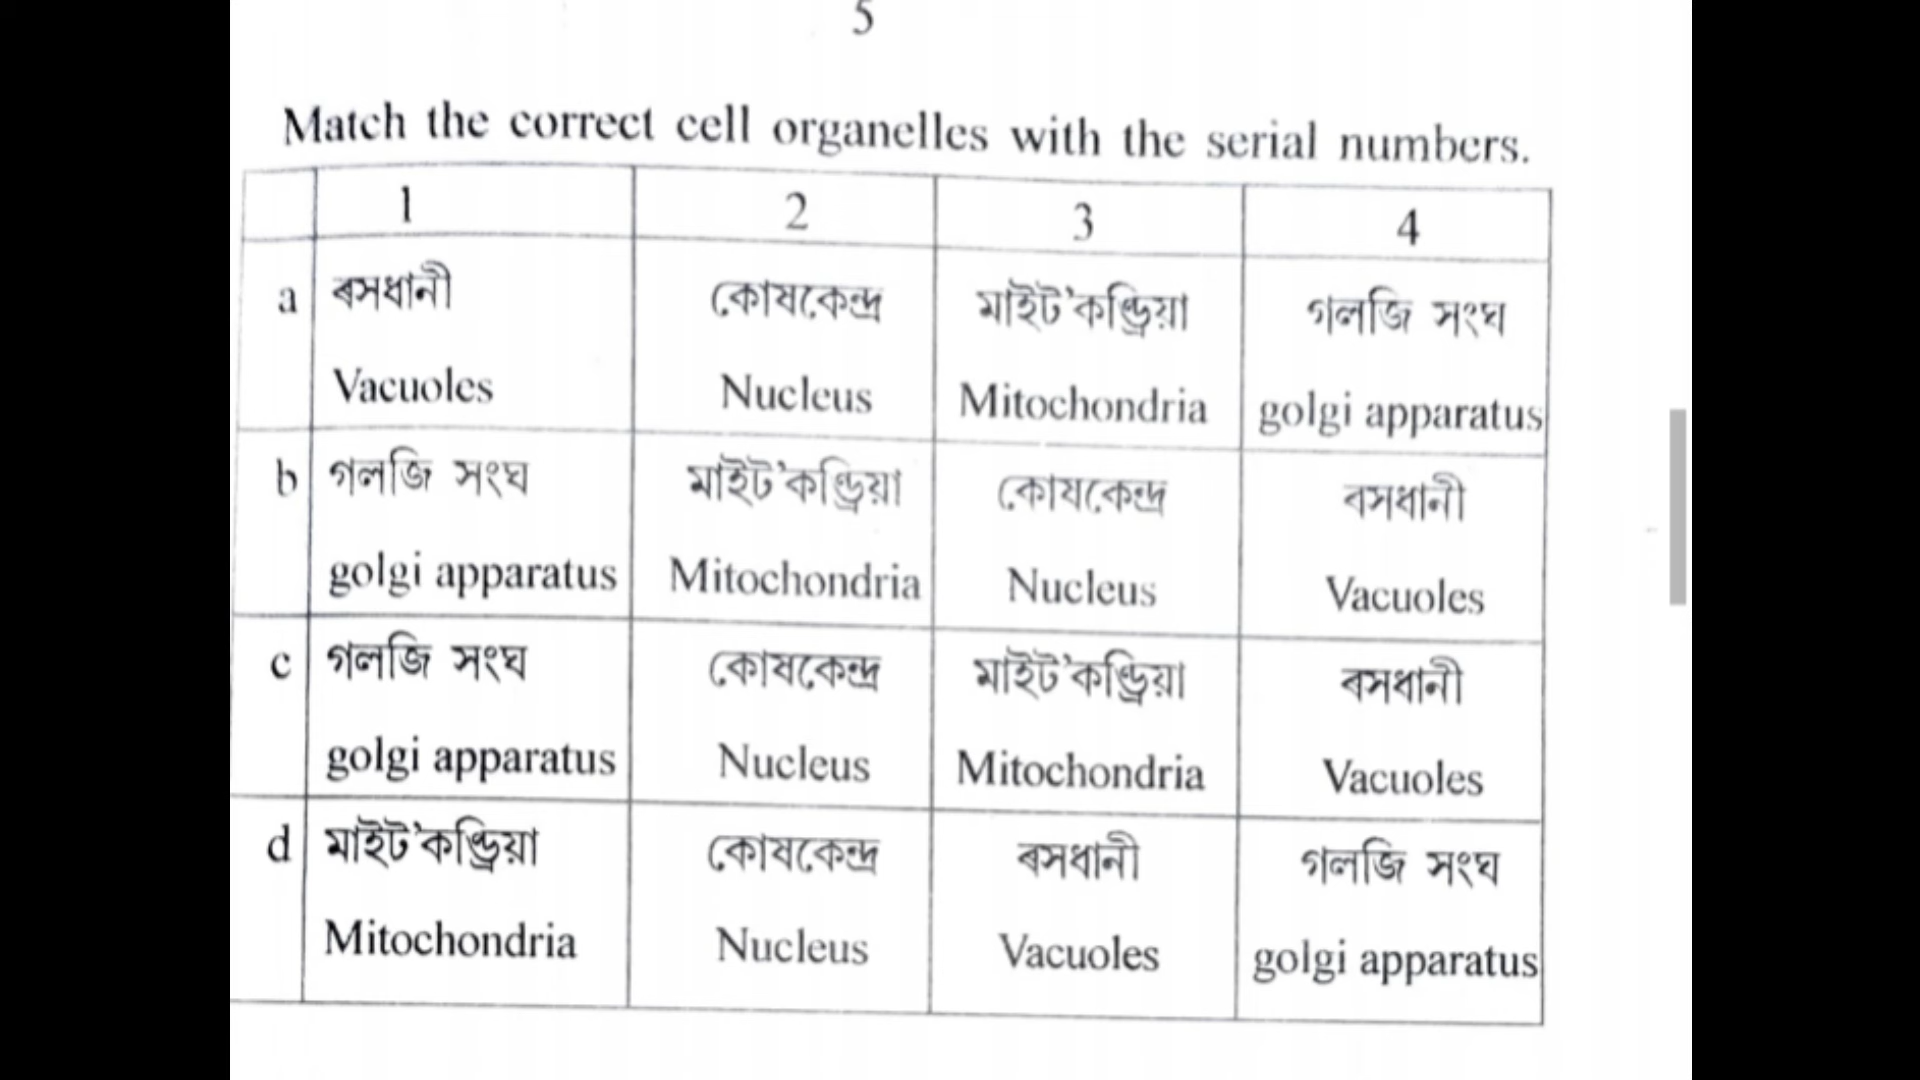 5
Match the correct cell organelles with the serial numbers.
1 2 3 4
a ৰসধানী কোষকেন্দ্ৰ মাইট'কণ্ড্ৰিয়া গলজি সংঘ
Vacuoles Nucleus Mitochondria golgi apparatus
b গলজি সংঘ মাইট'কণ্ড্ৰিয়া কোষকেন্দ্ৰ ৰসধানী
golgi apparatus Mitochondria Nucleus Vacuoles
c গলজি সংঘ কোষকেন্দ্ৰ মাইট'কণ্ড্ৰিয়া ৰসধানী
golgi apparatus Nucleus Mitochondria Vacuoles
d মাইট'কণ্ড্ৰিয়া কোষকেন্দ্ৰ ৰসধানী গলজি সংঘ
Mitochondria Nucleus Vacuoles golgi apparatus